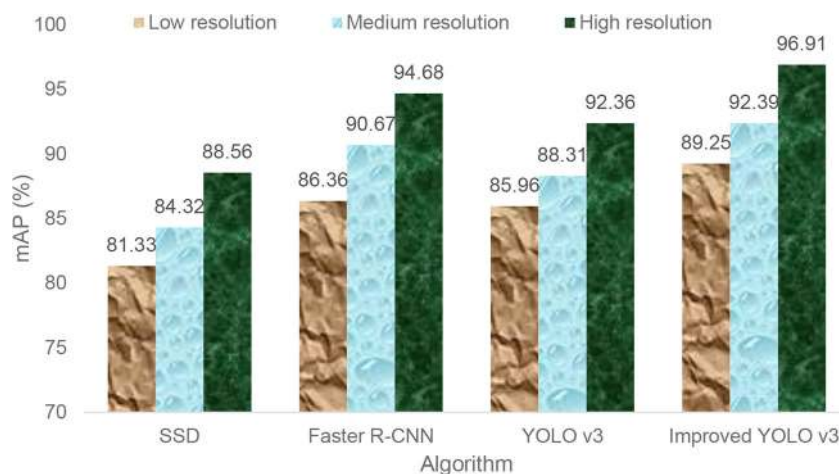 Low resolution Medium resolution High resolution
mAP (%)
100
95
90
85
80
75
70
81.33 84.32 88.56
86.36 90.67 94.68
85.96 88.31 92.36
89.25 92.39 96.91
SSD Faster R-CNN YOLO v3 Improved YOLO v3
Algorithm